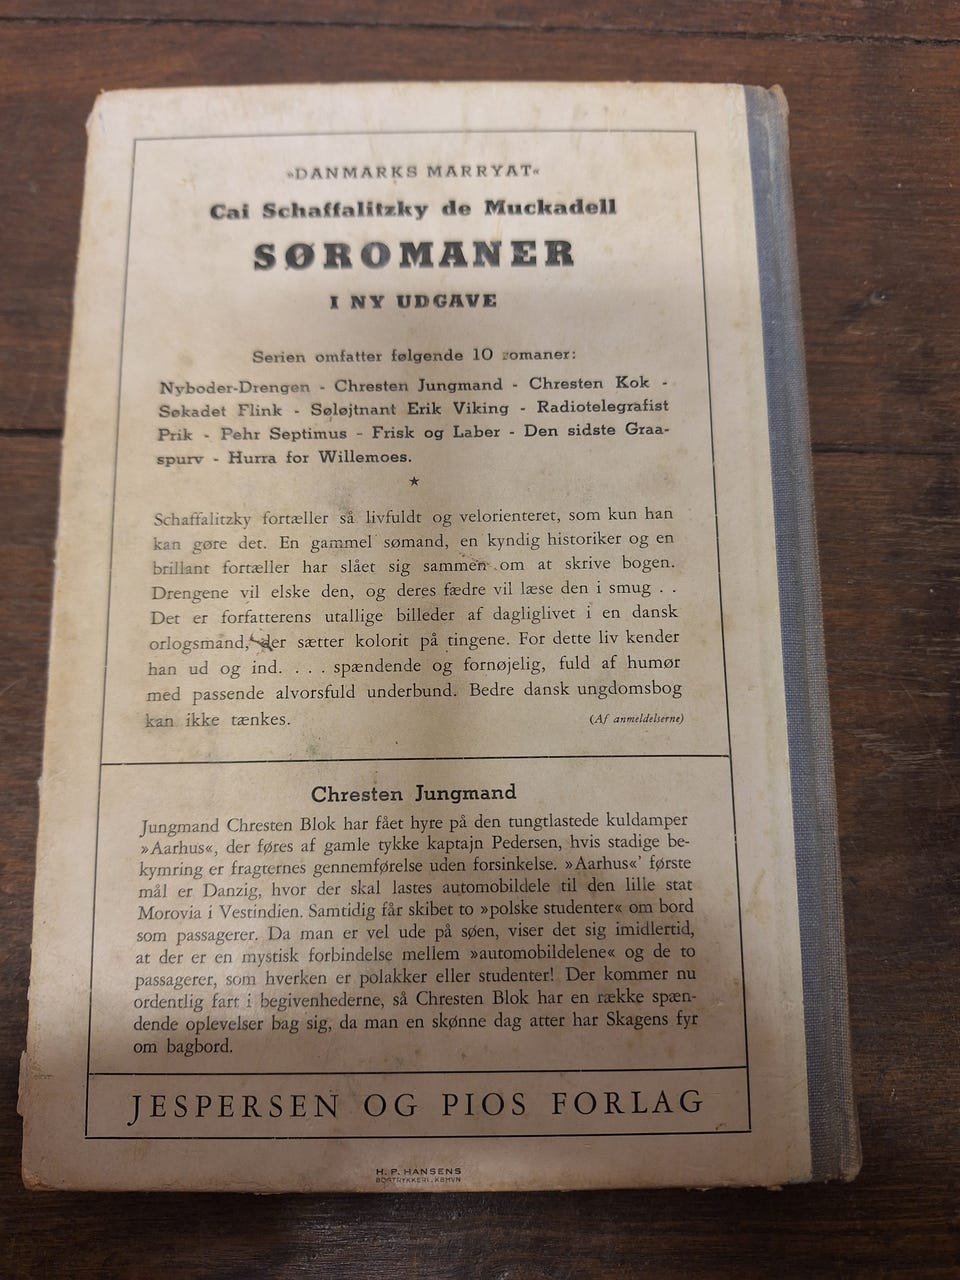 »DANMARKS MARRYAT«
Cai Schaffalitzky de Muckadell
SØROMANER
I NY UDGAVE
Serien omfatter følgende 10 romaner:
Nyboder-Drengen - Chresten Jungmand - Chresten Kok -
Søkadet Flink - Søløjtnant Erik Viking - Radiotelegrafist
Prik - Pehr Septimus - Frisk og Laber - Den sidste Graa-
spurv - Hurra for Willemoes.
★
Schaffalitzky fortæller så livfuldt og velorienteret, som kun han
kan gøre det. En gammel sømand, en kyndig historiker og en
brillant fortæller har slået sig sammen om at skrive bogen.
Drengene vil elske den, og deres fædre vil læse den i smug . .
Det er forfatterens utallige billeder af dagliglivet i en dansk
orlogsmand, der sætter kolorit på tingene. For dette liv kender
han ud og ind. . . . spændende og fornøjelig, fuld af humør
med passende alvorsfuld underbund. Bedre dansk ungdomsbog
kan ikke tænkes. (Af anmeldelserne)
Chresten Jungmand
Jungmand Chresten Blok har fået hyre på den tungtlastede kuldamper
»Aarhus«, der føres af gamle tykke kaptajn Pedersen, hvis stadige be-
kymring er fragternes gennemførelse uden forsinkelse. »Aarhus«' første
mål er Danzig, hvor der skal lastes automobildele til den lille stat
Morovia i Vestindien. Samtidig får skibet to »polske studenter« om bord
som passagerer. Da man er vel ude på søen, viser det sig imidlertid,
at der er en mystisk forbindelse mellem »automobildelene« og de to
passagerer, som hverken er polakker eller studenter! Der kommer nu
ordentlig fart i begivenhederne, så Chresten Blok har en række spæn-
dende oplevelser bag sig, da man en skønne dag atter har Skagens fyr
om bagbord.
JESPERSEN OG PIOS FORLAG
H. P. HANSENS
BOGTRYKKERI. KBHVN